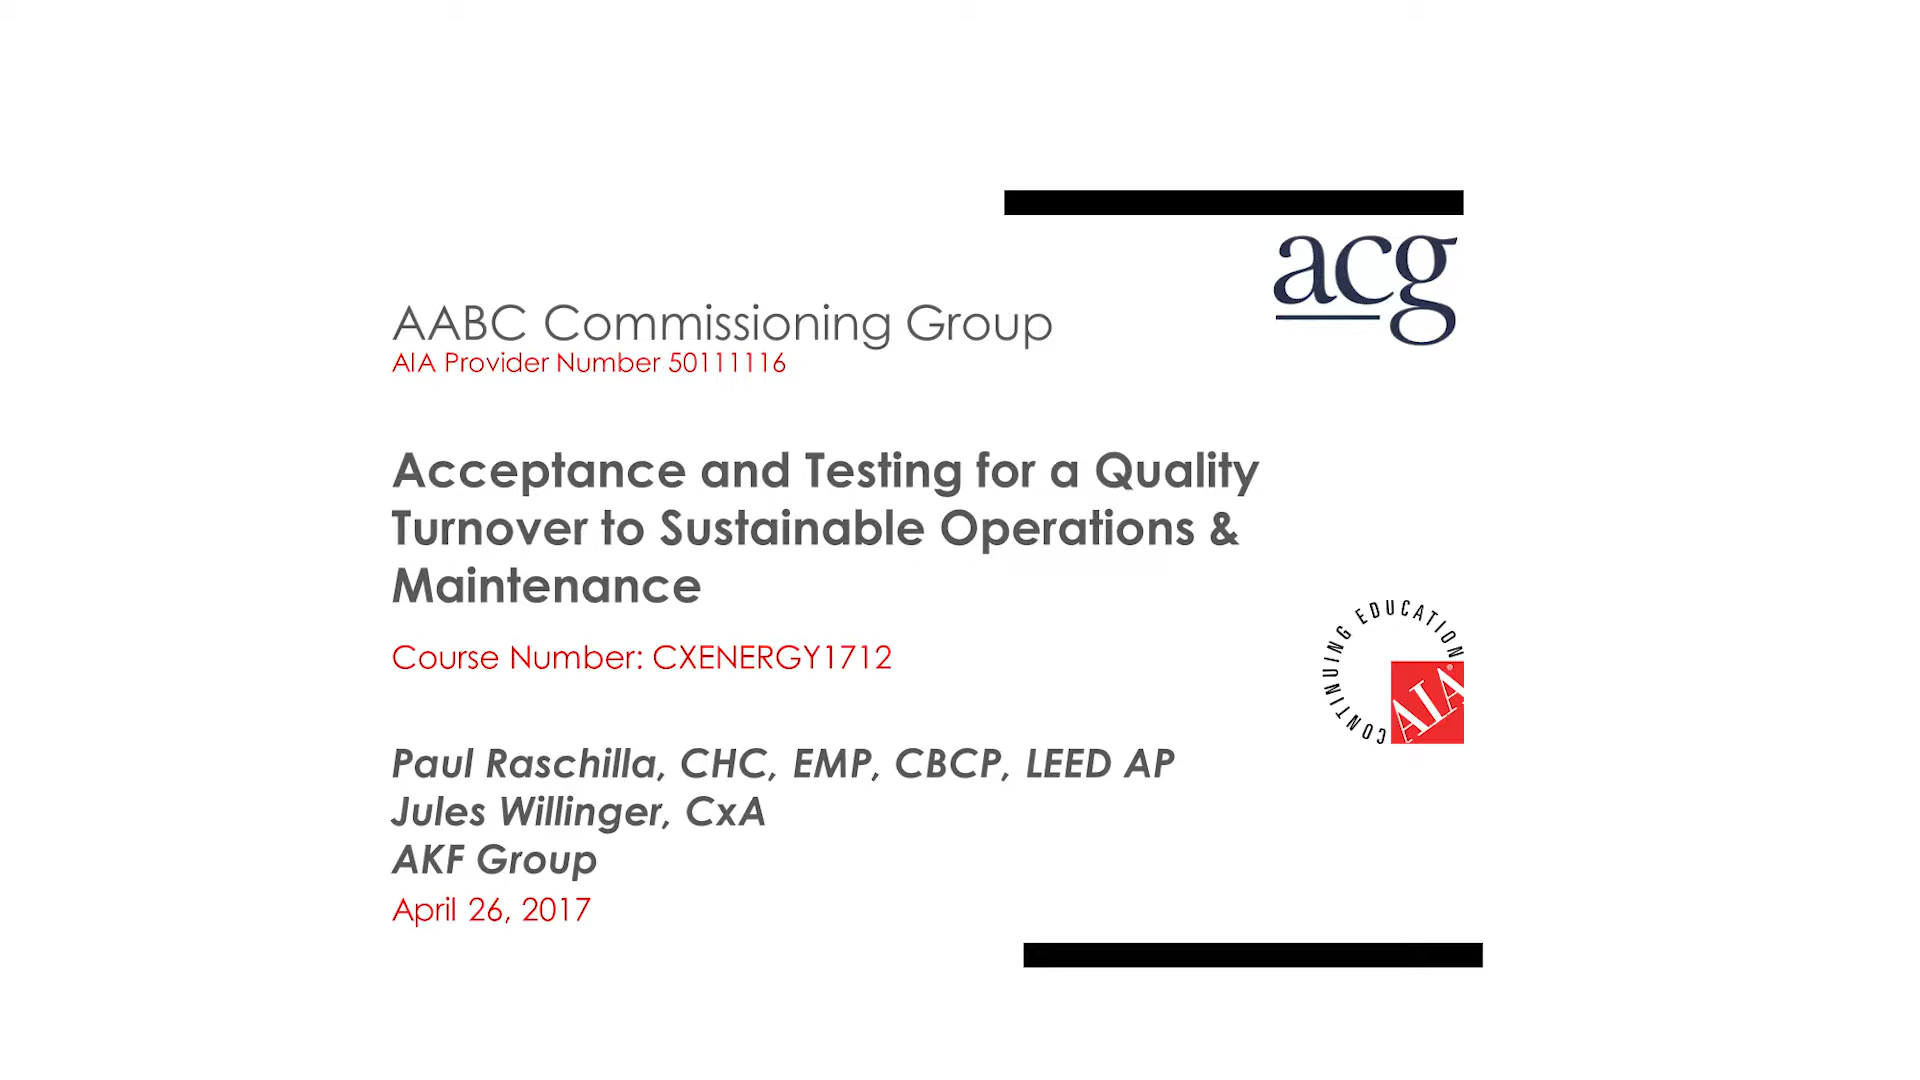 acg
AABC Commissioning Group
AIA Provider Number 50111116
Acceptance and Testing for a Quality
Turnover to Sustainable Operations &
Maintenance
Course Number: CXENERGY1712
CONTINUING EDUCATION
AIA®
Paul Raschilla, CHC, EMP, CBCP, LEED AP
Jules Willinger, CxA
AKF Group
April 26, 2017